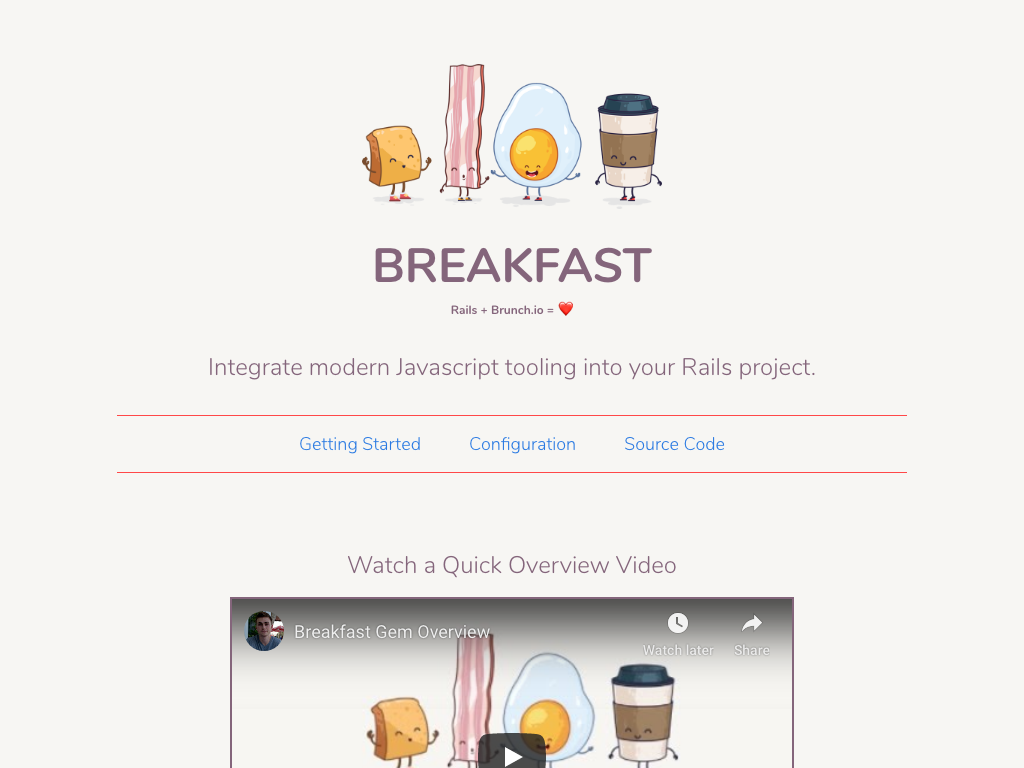 BREAKFAST
Rails + Brunch.io = ❤️
Integrate modern Javascript tooling into your Rails project.
Getting Started Configuration Source Code
Watch a Quick Overview Video
Breakfast Gem Overview
Watch later Share